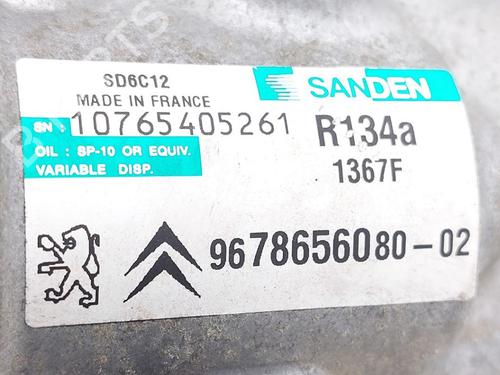 SD6C12
MADE IN FRANCE
SANDEN
SN : 10765405261
R134a
OIL : SP-10 OR EQUIV.
VARIABLE DISP.
1367F
9678656080-02